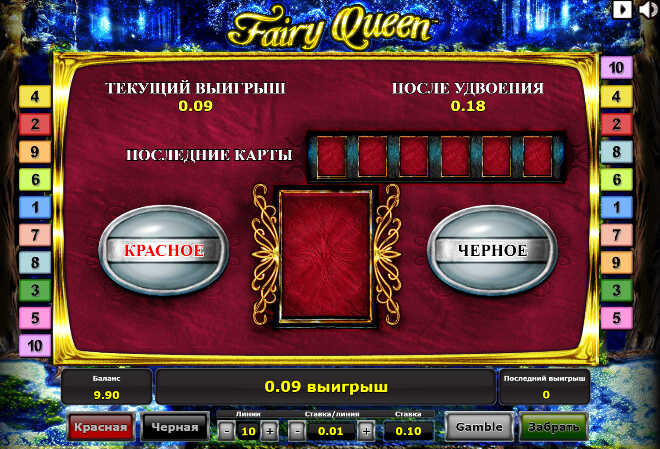 Fairy Queen
ТЕКУЩИЙ ВЫИГРЫШ
0.09
ПОСЛЕ УДВОЕНИЯ
0.18
ПОСЛЕДНИЕ КАРТЫ
КРАСНОЕ
ЧЕРНОЕ
4
2
9
6
1
7
8
3
5
10
10
4
2
8
6
1
7
9
3
5
Баланс
9.90
0.09 выигрыш
Последний выигрыш
0
Красная
Черная
Линии
- 10 +
Ставка/линия
- 0.01 +
Ставка
0.10
Gamble
Забрать